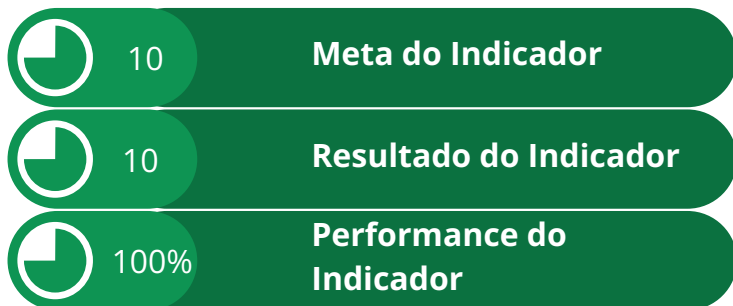 10 Meta do Indicador
10 Resultado do Indicador
100% Performance do
Indicador